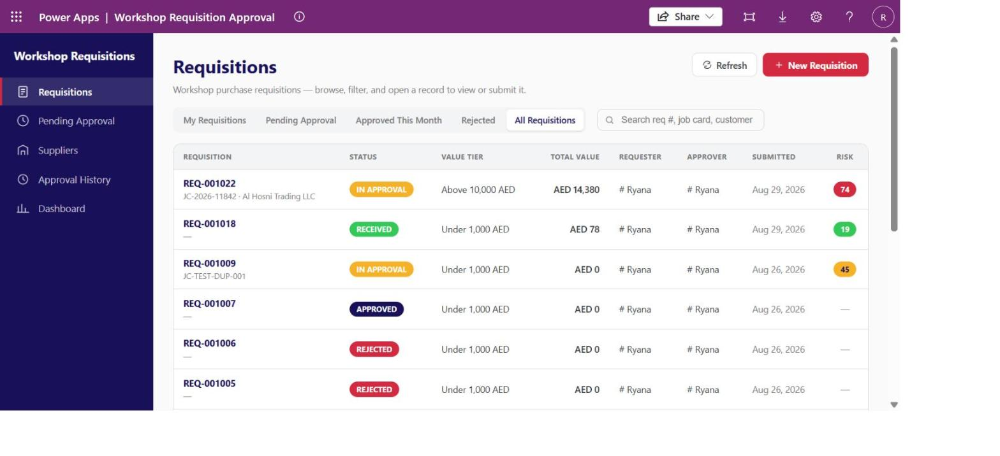 Power Apps | Workshop Requisition Approval
Share
R
Workshop Requisitions
Requisitions
Pending Approval
Suppliers
Approval History
Dashboard
Requisitions
Refresh
+ New Requisition
Workshop purchase requisitions — browse, filter, and open a record to view or submit it.
My Requisitions Pending Approval Approved This Month Rejected All Requisitions Search req #, job card, customer
REQUISITION STATUS VALUE TIER TOTAL VALUE REQUESTER APPROVER SUBMITTED RISK
REQ-001022 IN APPROVAL Above 10,000 AED AED 14,380 # Ryana # Ryana Aug 29, 2026 74
JC-2026-11842 · Al Hosni Trading LLC
REQ-001018 RECEIVED Under 1,000 AED AED 78 # Ryana # Ryana Aug 29, 2026 19
—
REQ-001009 IN APPROVAL Under 1,000 AED AED 0 # Ryana # Ryana Aug 26, 2026 45
JC-TEST-DUP-001
REQ-001007 APPROVED Under 1,000 AED AED 0 # Ryana # Ryana Aug 26, 2026 —
—
REQ-001006 REJECTED Under 1,000 AED AED 0 # Ryana # Ryana Aug 26, 2026 —
—
REQ-001005 REJECTED Under 1,000 AED AED 0 # Ryana # Ryana Aug 26, 2026 —
—